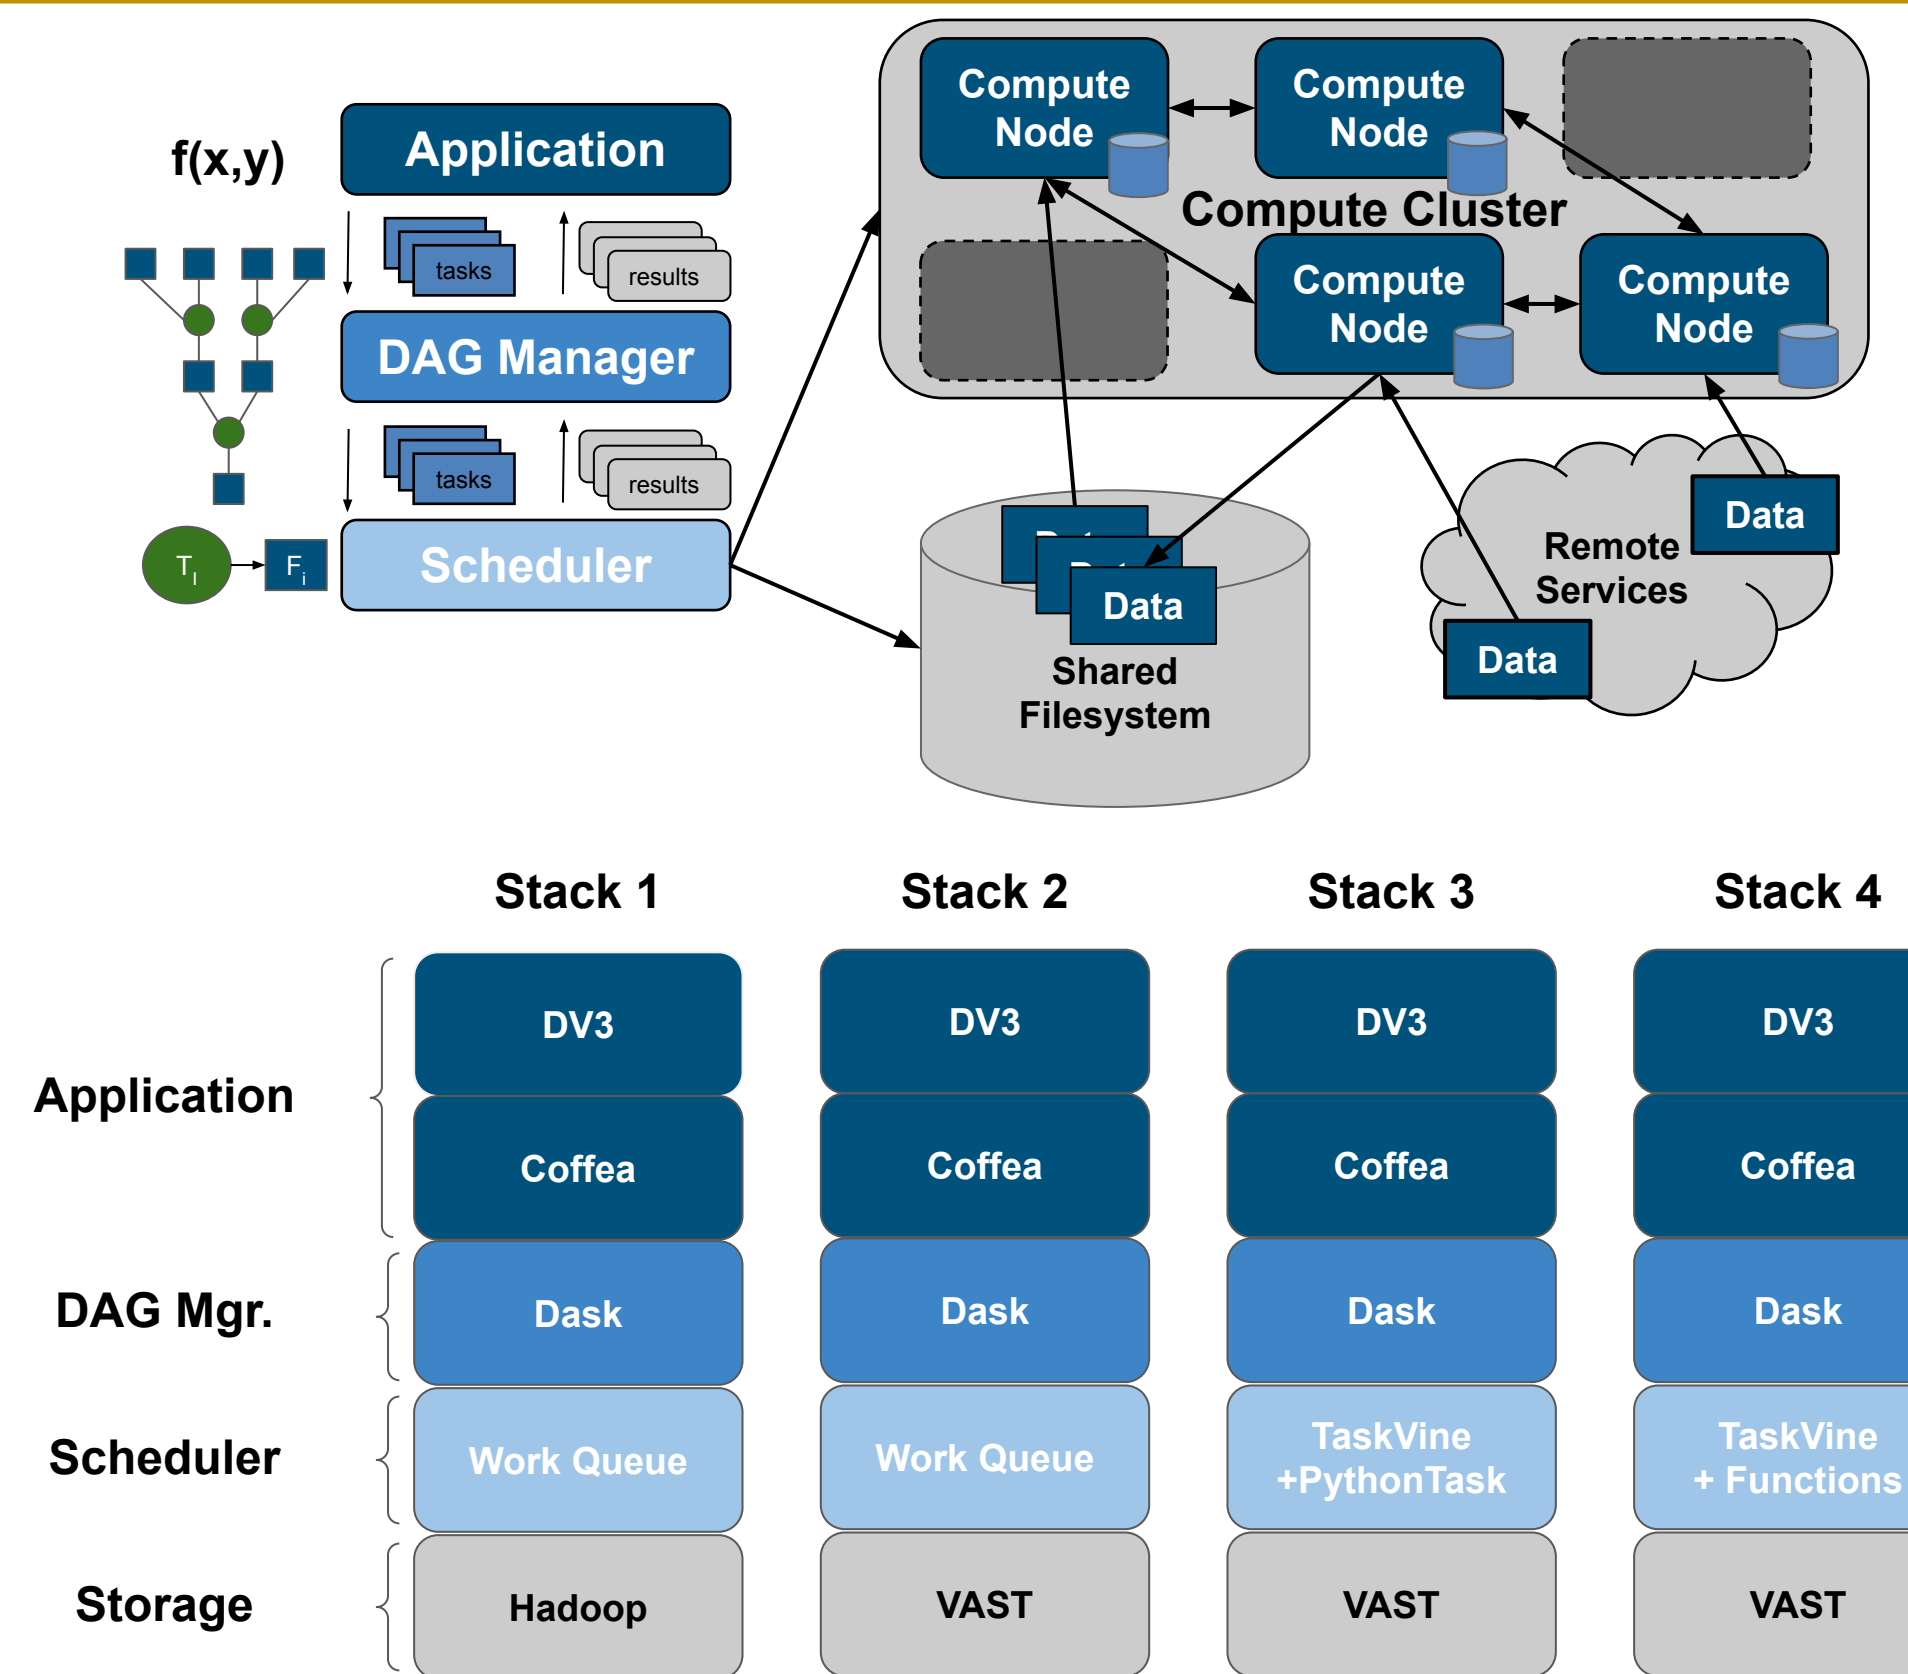 f(x,y)
Application
tasks
results
DAG Manager
tasks
results
T_I
F_i
Scheduler
Compute
Node
Compute
Node
Compute Cluster
Compute
Node
Compute
Node
Data
Shared
Filesystem
Remote
Services
Data
Data
Stack 1
Stack 2
Stack 3
Stack 4
Application
DV3
DV3
DV3
DV3
Coffea
Coffea
Coffea
Coffea
DAG Mgr.
Dask
Dask
Dask
Dask
Scheduler
Work Queue
Work Queue
TaskVine
+PythonTask
TaskVine
+ Functions
Storage
Hadoop
VAST
VAST
VAST